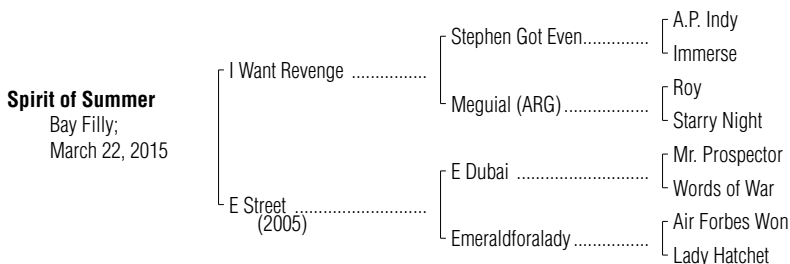 Spirit of Summer
Bay Filly;
March 22, 2015
I Want Revenge ..................
Stephen Got Even..............
A.P. Indy
Immerse
Meguial (ARG)..................
Roy
Starry Night
E Street ...............................
(2005)
E Dubai ............................
Mr. Prospector
Words of War
Emeraldforalady................
Air Forbes Won
Lady Hatchet